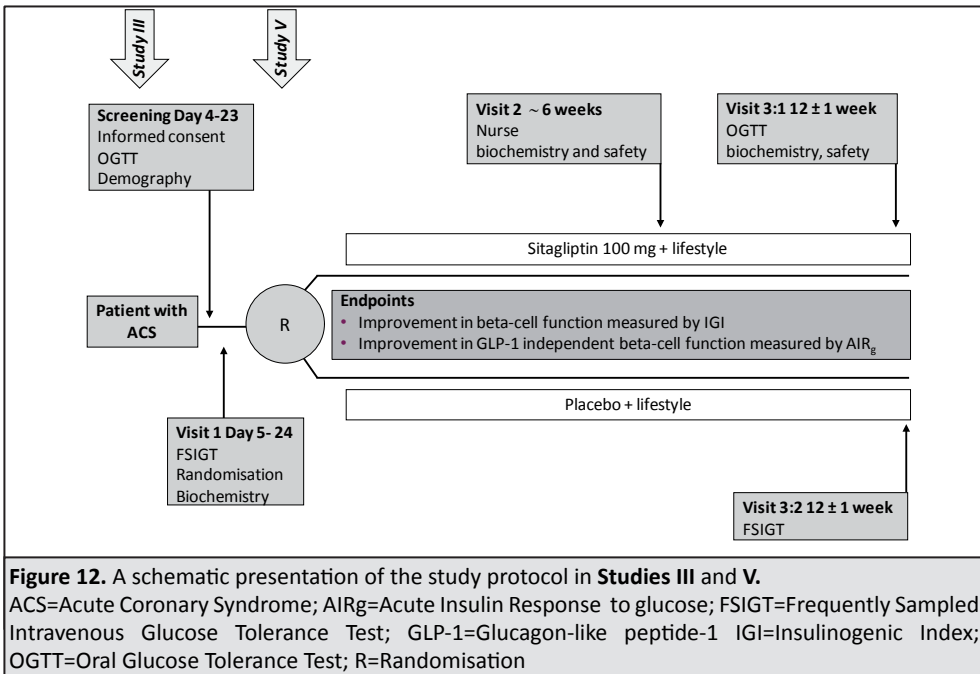 Study III
Study V
Screening Day 4-23
Informed consent
OGTT
Demography
Visit 2 ~ 6 weeks
Nurse
biochemistry and safety
Visit 3:1 12 ± 1 week
OGTT
biochemistry, safety
Sitagliptin 100 mg + lifestyle
Patient with
ACS
R
Endpoints
• Improvement in beta-cell function measured by IGI
• Improvement in GLP-1 independent beta-cell function measured by AIRg
Placebo + lifestyle
Visit 1 Day 5- 24
FSIGT
Randomisation
Biochemistry
Visit 3:2 12 ± 1 week
FSIGT
Figure 12. A schematic presentation of the study protocol in Studies III and V.
ACS=Acute Coronary Syndrome; AIRg=Acute Insulin Response to glucose; FSIGT=Frequently Sampled
Intravenous Glucose Tolerance Test; GLP-1=Glucagon-like peptide-1 IGI=Insulinogenic Index;
OGTT=Oral Glucose Tolerance Test; R=Randomisation